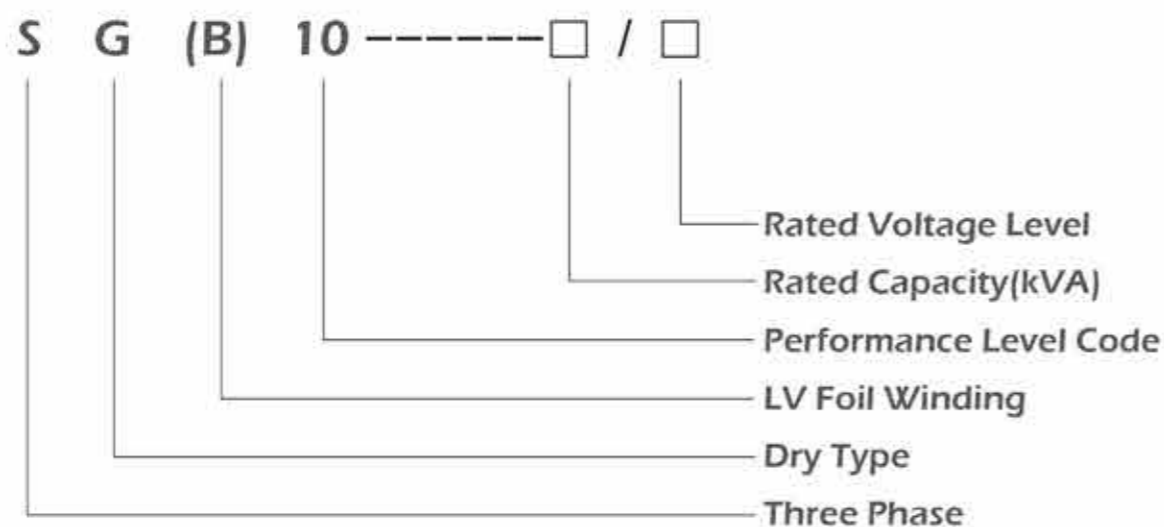 S G (B) 10 ------□ / □
Rated Voltage Level
Rated Capacity(kVA)
Performance Level Code
LV Foil Winding
Dry Type
Three Phase